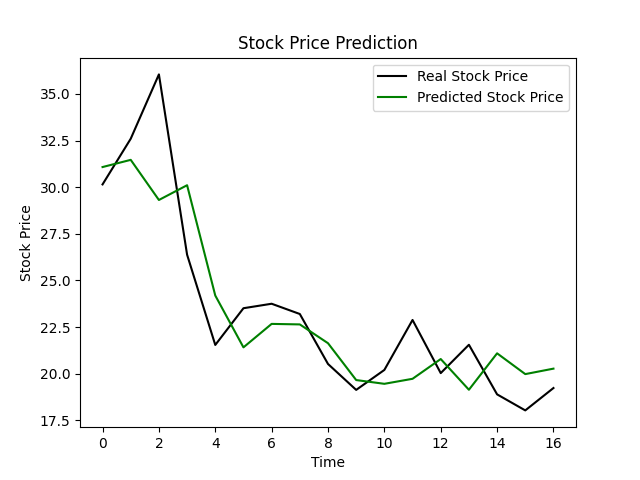 Stock Price Prediction
Real Stock Price
Predicted Stock Price
Stock Price
35.0
32.5
30.0
27.5
25.0
22.5
20.0
17.5
0 2 4 6 8 10 12 14 16
Time